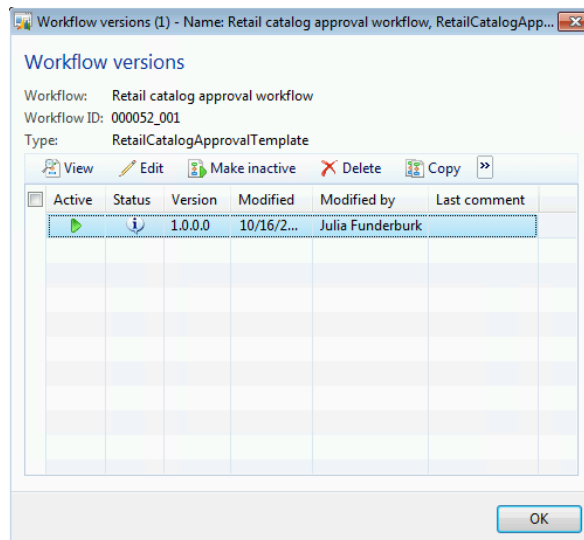 Workflow versions (1) - Name: Retail catalog approval workflow, RetailCatalogApp...
Workflow versions
Workflow: Retail catalog approval workflow
Workflow ID: 000052_001
Type: RetailCatalogApprovalTemplate
View Edit Make inactive Delete Copy »
Active Status Version Modified Modified by Last comment
1.0.0.0 10/16/2... Julia Funderburk
OK